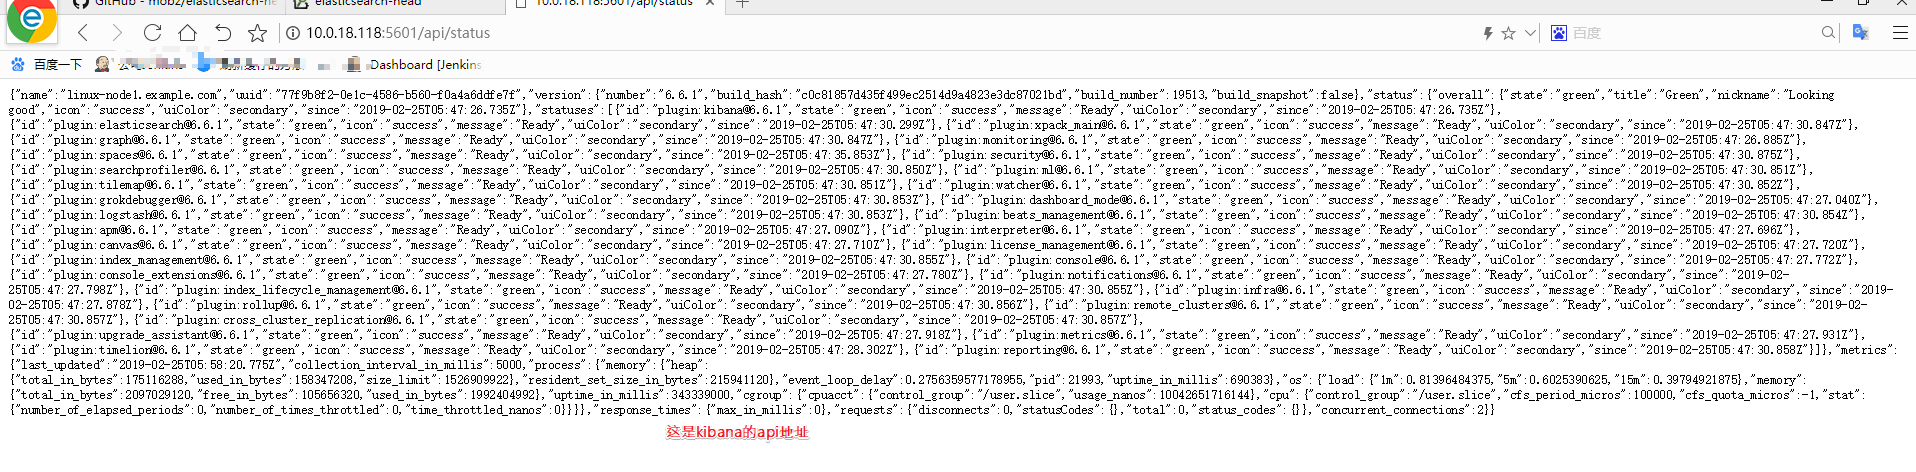 GitHub - mobz/elasticsearch-he
elasticsearch-head
10.0.18.118:5601/api/status
10.0.18.118:5601/api/status
百度
百度一下
Dashboard [Jenkins
{"name":"linux-node1.example.com","uuid":"77f9b8f2-0e1c-4586-b560-f0a4a6ddfe7f","version":{"number":"6.6.1","build_hash":"c0c81857d435f499ec2514d9a4823e3dc87021bd","build_number":19513,"build_snapshot":false},"status":{"overall":{"state":"green","title":"Green","nickname":"Looking
good","icon":"success","uiColor":"secondary","since":"2019-02-25T05:47:26.735Z"},"statuses":[{"id":"plugin:kibana@6.6.1","state":"green","icon":"success","message":"Ready","uiColor":"secondary","since":"2019-02-25T05:47:26.735Z"},
{"id":"plugin:elasticsearch@6.6.1","state":"green","icon":"success","message":"Ready","uiColor":"secondary","since":"2019-02-25T05:47:30.299Z"},{"id":"plugin:xpack_main@6.6.1","state":"green","icon":"success","message":"Ready","uiColor":"secondary","since":"2019-02-25T05:47:30.847Z"},
{"id":"plugin:graph@6.6.1","state":"green","icon":"success","message":"Ready","uiColor":"secondary","since":"2019-02-25T05:47:30.847Z"},{"id":"plugin:monitoring@6.6.1","state":"green","icon":"success","message":"Ready","uiColor":"secondary","since":"2019-02-25T05:47:26.885Z"},
{"id":"plugin:spaces@6.6.1","state":"green","icon":"success","message":"Ready","uiColor":"secondary","since":"2019-02-25T05:47:35.853Z"},{"id":"plugin:security@6.6.1","state":"green","icon":"success","message":"Ready","uiColor":"secondary","since":"2019-02-25T05:47:30.875Z"},
{"id":"plugin:searchprofiler@6.6.1","state":"green","icon":"success","message":"Ready","uiColor":"secondary","since":"2019-02-25T05:47:30.850Z"},{"id":"plugin:ml@6.6.1","state":"green","icon":"success","message":"Ready","uiColor":"secondary","since":"2019-02-25T05:47:30.851Z"},
{"id":"plugin:tilemap@6.6.1","state":"green","icon":"success","message":"Ready","uiColor":"secondary","since":"2019-02-25T05:47:30.851Z"},{"id":"plugin:watcher@6.6.1","state":"green","icon":"success","message":"Ready","uiColor":"secondary","since":"2019-02-25T05:47:30.852Z"},
{"id":"plugin:grokdebugger@6.6.1","state":"green","icon":"success","message":"Ready","uiColor":"secondary","since":"2019-02-25T05:47:30.853Z"},{"id":"plugin:dashboard_mode@6.6.1","state":"green","icon":"success","message":"Ready","uiColor":"secondary","since":"2019-02-25T05:47:27.040Z"},
{"id":"plugin:logstash@6.6.1","state":"green","icon":"success","message":"Ready","uiColor":"secondary","since":"2019-02-25T05:47:30.853Z"},{"id":"plugin:beats_management@6.6.1","state":"green","icon":"success","message":"Ready","uiColor":"secondary","since":"2019-02-25T05:47:30.854Z"},
{"id":"plugin:apm@6.6.1","state":"green","icon":"success","message":"Ready","uiColor":"secondary","since":"2019-02-25T05:47:27.090Z"},{"id":"plugin:interpreter@6.6.1","state":"green","icon":"success","message":"Ready","uiColor":"secondary","since":"2019-02-25T05:47:27.696Z"},
{"id":"plugin:canvas@6.6.1","state":"green","icon":"success","message":"Ready","uiColor":"secondary","since":"2019-02-25T05:47:27.710Z"},{"id":"plugin:license_management@6.6.1","state":"green","icon":"success","message":"Ready","uiColor":"secondary","since":"2019-02-25T05:47:27.720Z"},
{"id":"plugin:index_management@6.6.1","state":"green","icon":"success","message":"Ready","uiColor":"secondary","since":"2019-02-25T05:47:30.855Z"},{"id":"plugin:console@6.6.1","state":"green","icon":"success","message":"Ready","uiColor":"secondary","since":"2019-02-25T05:47:27.772Z"},
{"id":"plugin:console_extensions@6.6.1","state":"green","icon":"success","message":"Ready","uiColor":"secondary","since":"2019-02-25T05:47:27.780Z"},{"id":"plugin:notifications@6.6.1","state":"green","icon":"success","message":"Ready","uiColor":"secondary","since":"2019-02-
25T05:47:27.798Z"},{"id":"plugin:index_lifecycle_management@6.6.1","state":"green","icon":"success","message":"Ready","uiColor":"secondary","since":"2019-02-25T05:47:30.855Z"},{"id":"plugin:infra@6.6.1","state":"green","icon":"success","message":"Ready","uiColor":"secondary","since":"2019-
02-25T05:47:27.878Z"},{"id":"plugin:rollup@6.6.1","state":"green","icon":"success","message":"Ready","uiColor":"secondary","since":"2019-02-25T05:47:30.856Z"},{"id":"plugin:remote_clusters@6.6.1","state":"green","icon":"success","message":"Ready","uiColor":"secondary","since":"2019-02-
25T05:47:30.857Z"},{"id":"plugin:cross_cluster_replication@6.6.1","state":"green","icon":"success","message":"Ready","uiColor":"secondary","since":"2019-02-25T05:47:30.857Z"},
{"id":"plugin:upgrade_assistant@6.6.1","state":"green","icon":"success","message":"Ready","uiColor":"secondary","since":"2019-02-25T05:47:27.918Z"},{"id":"plugin:metrics@6.6.1","state":"green","icon":"success","message":"Ready","uiColor":"secondary","since":"2019-02-25T05:47:27.931Z"},
{"id":"plugin:timelion@6.6.1","state":"green","icon":"success","message":"Ready","uiColor":"secondary","since":"2019-02-25T05:47:28.302Z"},{"id":"plugin:reporting@6.6.1","state":"green","icon":"success","message":"Ready","uiColor":"secondary","since":"2019-02-25T05:47:30.858Z"}]},"metrics":
{"last_updated":"2019-02-25T05:58:20.775Z","collection_interval_in_millis":5000,"process":{"memory":{"heap":
{"total_in_bytes":175116288,"used_in_bytes":158347208,"size_limit":1526909922},"resident_set_size_in_bytes":215941120},"event_loop_delay":0.2756359577178955,"pid":21993,"uptime_in_millis":690383},"os":{"load":{"1m":0.81396484375,"5m":0.6025390625,"15m":0.39794921875},"memory":
{"total_in_bytes":2097029120,"free_in_bytes":105656320,"used_in_bytes":1992404992},"uptime_in_millis":343339000,"cgroup":{"cpuacct":{"control_group":"/user.slice","usage_nanos":10042651716144},"cpu":{"control_group":"/user.slice","cfs_period_micros":100000,"cfs_quota_micros":-1,"stat":
{"number_of_elapsed_periods":0,"number_of_times_throttled":0,"time_throttled_nanos":0}}}},"response_times":{"max_in_millis":0},"requests":{"disconnects":0,"statusCodes":{},"total":0,"status_codes":{}},"concurrent_connections":2}}
这是kibana的api地址